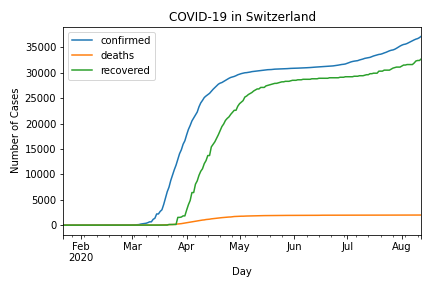 COVID-19 in Switzerland
confirmed
deaths
recovered
Number of Cases
35000
30000
25000
20000
15000
10000
5000
0
Feb
2020
Mar
Apr
May
Jun
Jul
Aug
Day